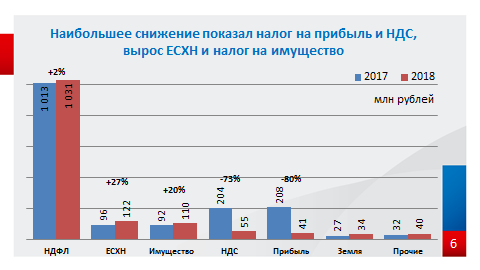 Наибольшее снижение показал налог на прибыль и НДС,
вырос ЕСХН и налог на имущество
2017 2018
млн рублей
+2%
1 013 1 031
+27%
96 122
+20%
92 110
-73%
204 55
-80%
208 41
27 34
32 40
НДФЛ ЕСХН Имущество НДС Прибыль Земля Прочие
6